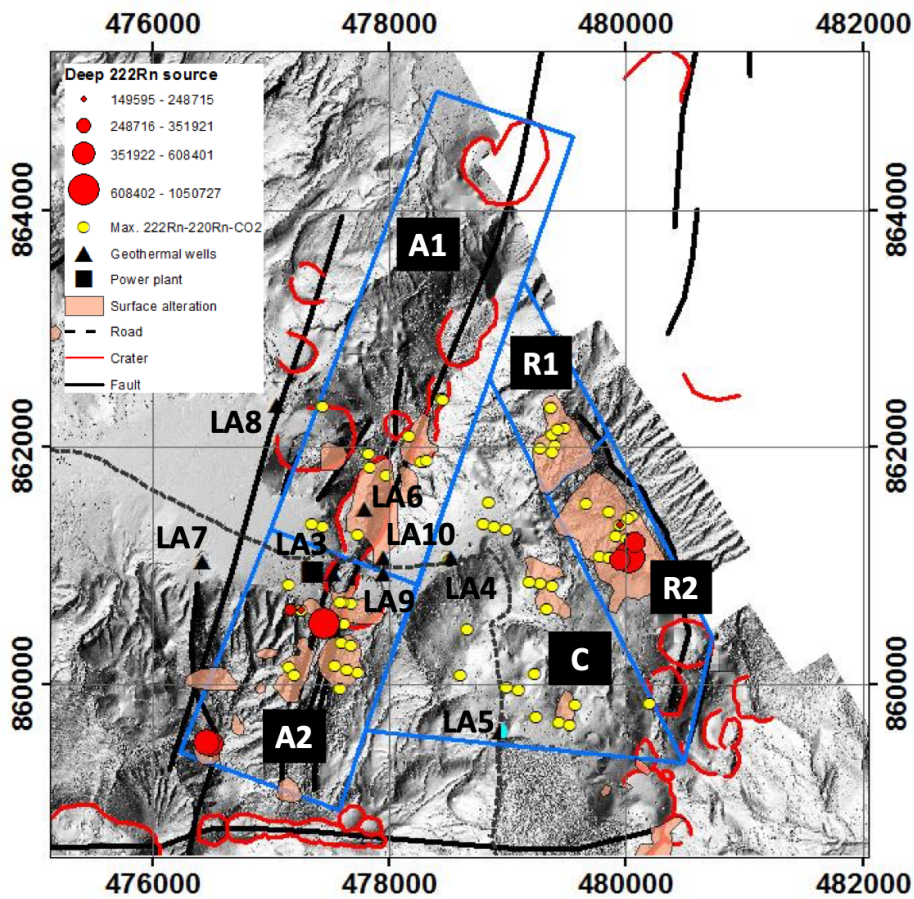 476000 478000 480000 482000
Deep 222Rn source
149595 - 248715
248716 - 351921
351922 - 608401
608402 - 1050727
Max. 222Rn-220Rn-CO2
Geothermal wells
Power plant
Surface alteration
Road
Crater
Fault
864000 864000
A1
R1
LA8
862000 862000
LA6
LA7 LA3 LA10
LA4
LA9
R2
C
860000 860000
A2 LA5
476000 478000 480000 482000